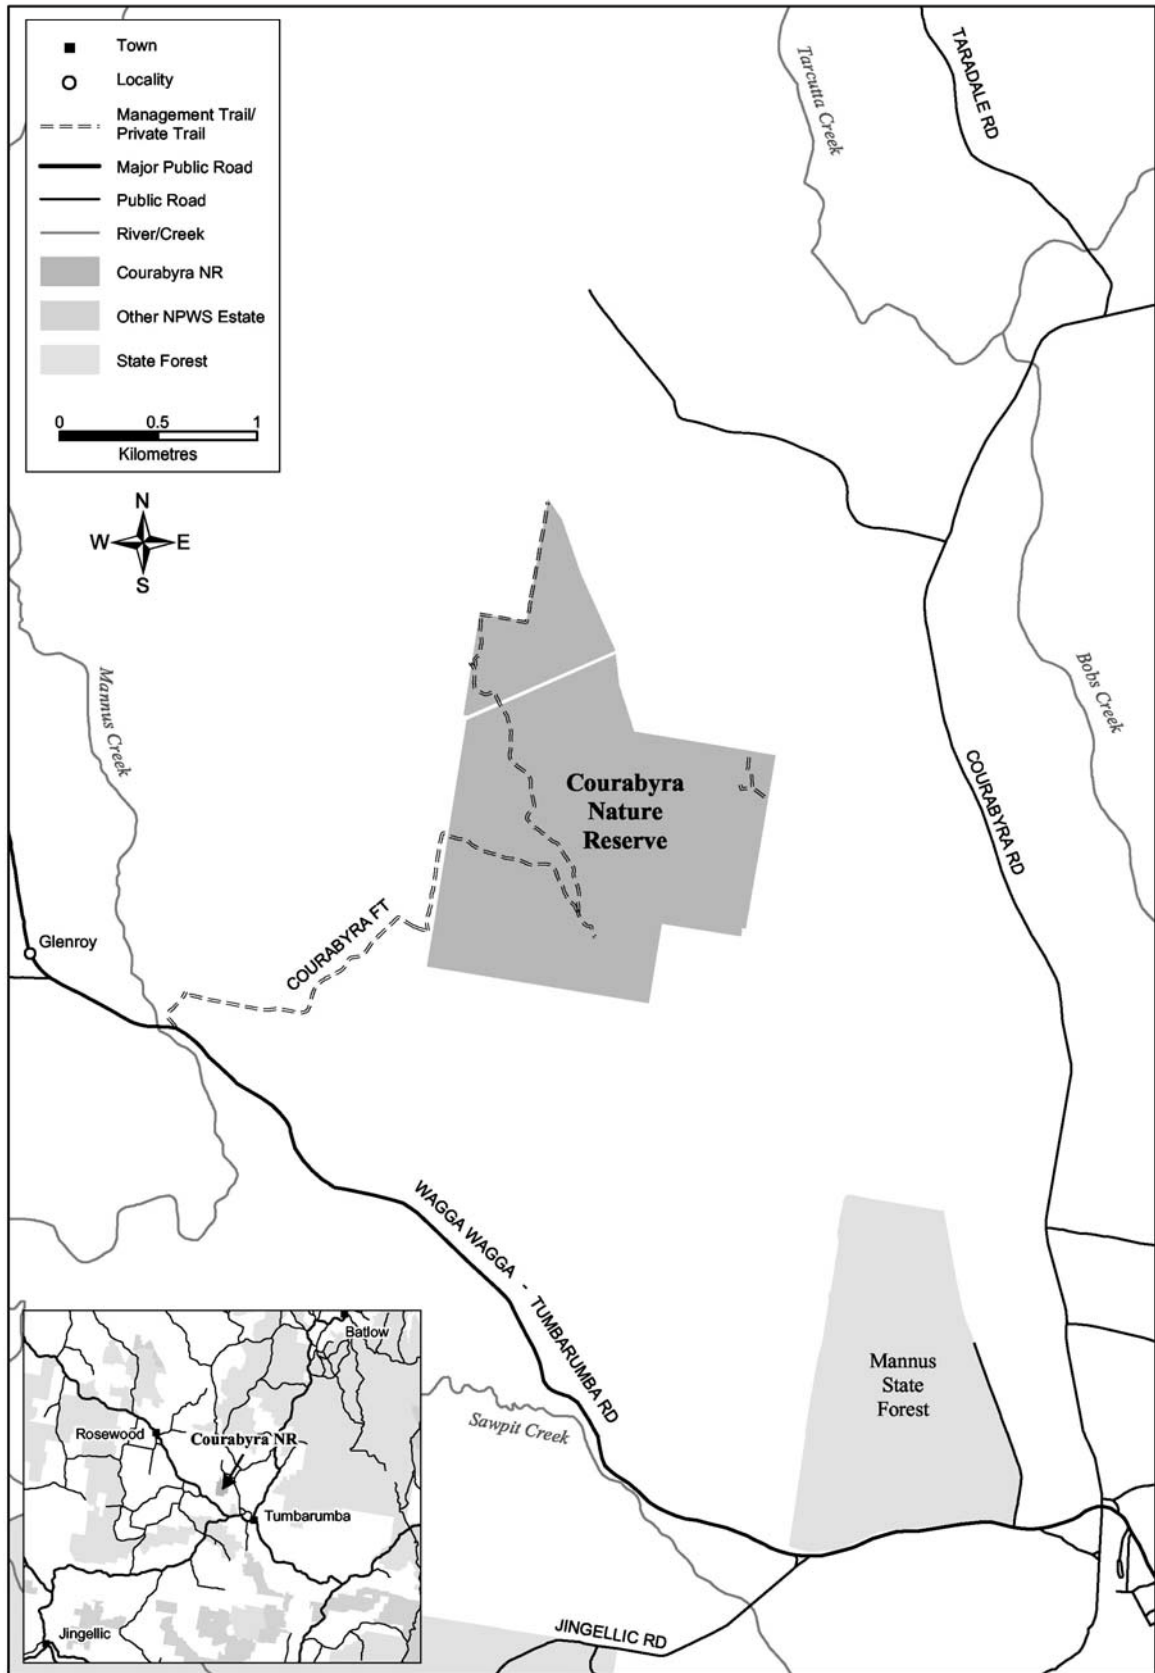 Town
Locality
Management Trail/
Private Trail
Major Public Road
Public Road
River/Creek
Courabyra NR
Other NPWS Estate
State Forest
0 0.5 1
Kilometres
N
W E
S
Tarcutta Creek
TARADALE RD
Mannus Creek
Bobs Creek
COURABYRA RD
Courabyra
Nature
Reserve
COURABYRA FT
Glenroy
WAGGA WAGGA - TUMBARUMBA RD
Mannus
State
Forest
Sawpit Creek
JINGELLIC RD
Batlow
Rosewood
Courabyra NR
Tumbarumba
Jingellic